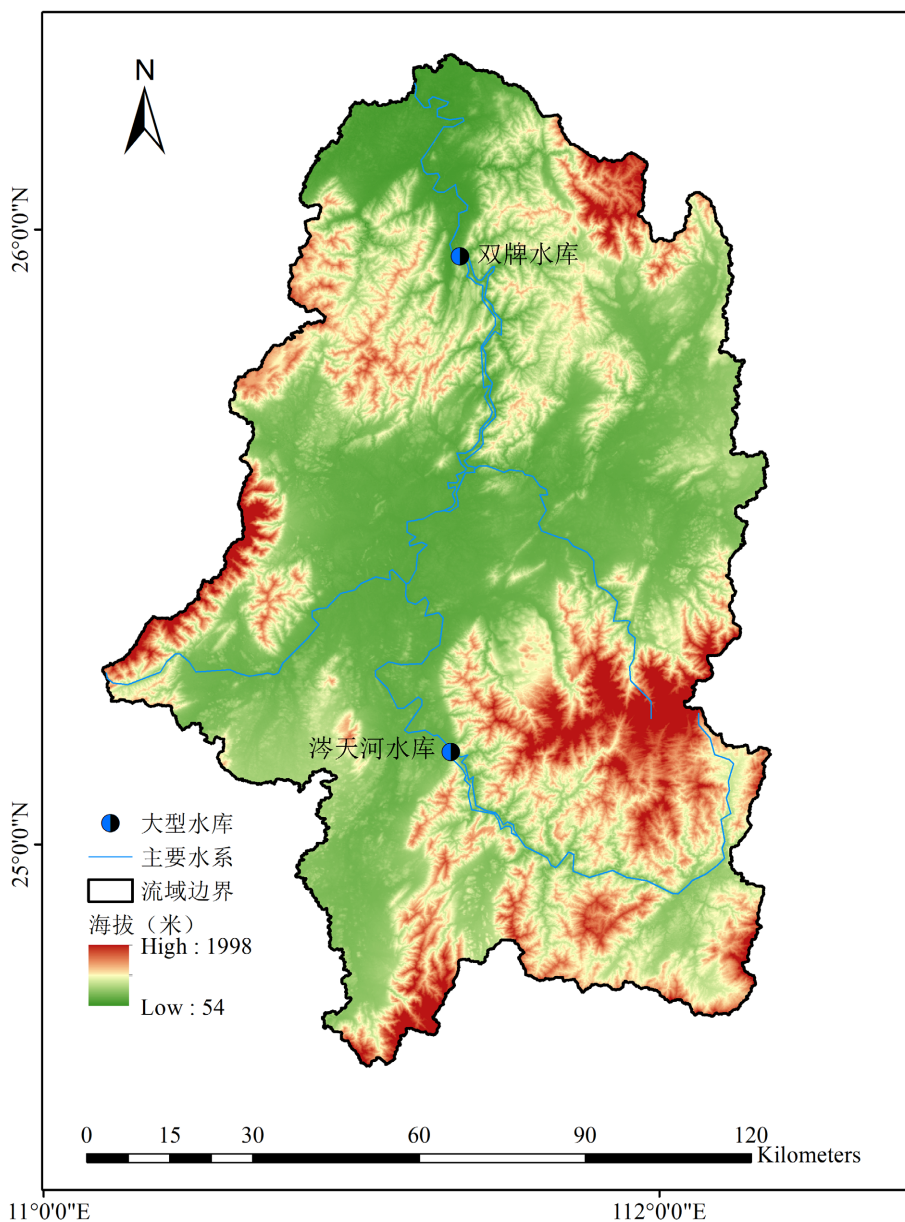 N
26°0'0"N
双牌水库
涔天河水库
25°0'0"N
大型水库
主要水系
流域边界
海拔（米）
High : 1998
Low : 54
0 15 30 60 90 120
Kilometers
11°0'0"E
112°0'0"E